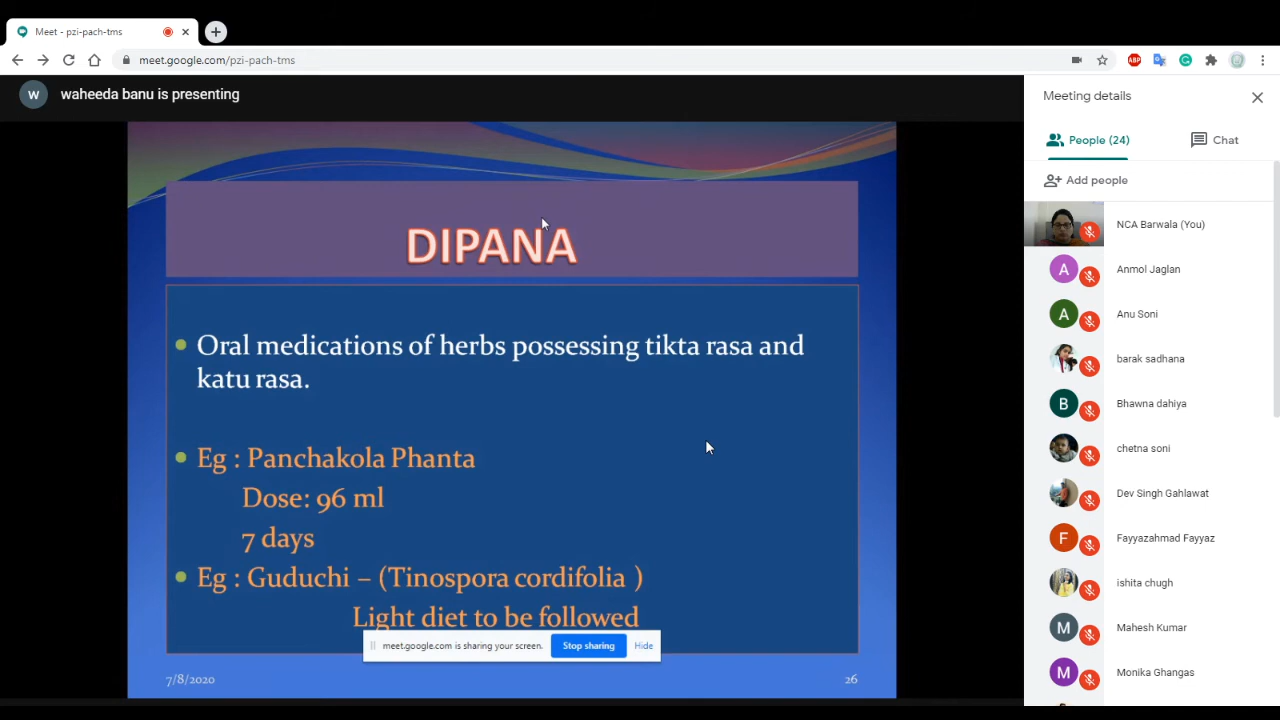 Meet - pzi-pach-tms
meet.google.com/pzi-pach-tms
ABP
W
waheeda banu is presenting
Meeting details
People (24)
Chat
Add people
DIPANA
Oral medications of herbs possessing tikta rasa and
katu rasa.
Eg : Panchakola Phanta
Dose: 96 ml
7 days
Eg : Guduchi – (Tinospora cordifolia )
Light diet to be followed
meet.google.com is sharing your screen.
Stop sharing
Hide
7/8/2020
26
NCA Barwala (You)
A
Anmol Jaglan
A
Anu Soni
barak sadhana
B
Bhawna dahiya
chetna soni
Dev Singh Gahlawat
F
Fayyazahmad Fayyaz
ishita chugh
M
Mahesh Kumar
M
Monika Ghangas